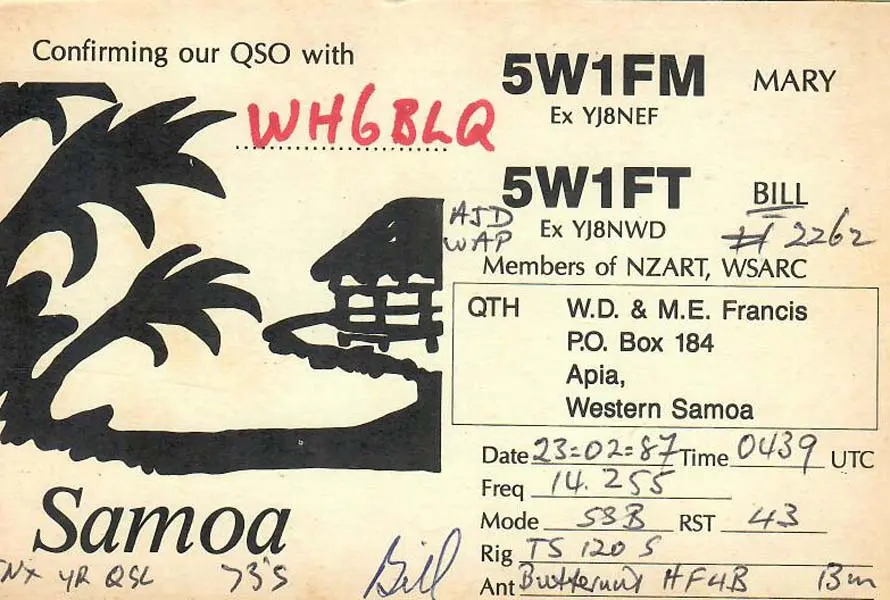 Confirming our QSO with
WH6BLQ
5W1FM MARY
Ex YJ8NEF
5W1FT BILL
AJD
WAP
Ex YJ8NWD
# 2262
Members of NZART, WSARC
QTH W.D. & M.E. Francis
P.O. Box 184
Apia,
Western Samoa
Date 23:02:87 Time 0439 UTC
Freq 14.255
Mode SSB RST 43
Rig TS 120 S
Ant Butternut HF4B 13m
Samoa
TNX YR QSL 73'S
Bill